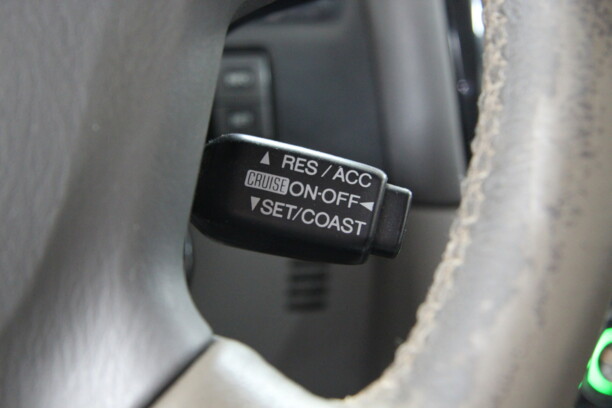 ▲ RES / ACC
CRUISE ON-OFF ◄
▼ SET/COAST